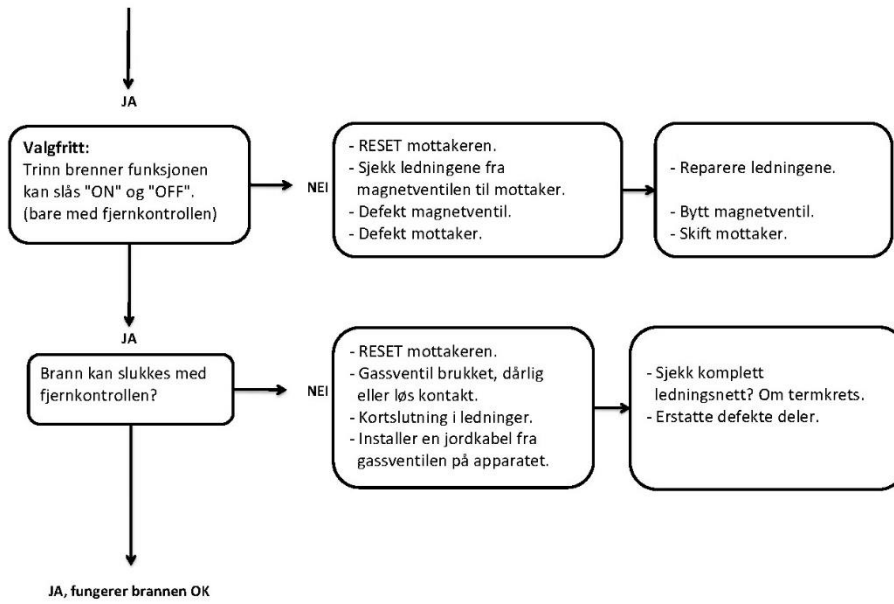 JA
Valgfritt:
Trinn brenner funksjonen
kan slås "ON" og "OFF".
(bare med fjernkontrollen)
NEI
- RESET mottakeren.
- Sjekk ledningene fra
magnetventilen til mottaker.
- Defekt magnetventil.
- Defekt mottaker.
- Reparere ledningene.
- Bytt magnetventil.
- Skift mottaker.
JA
Brann kan slukkes med
fjernkontrollen?
NEI
- RESET mottakeren.
- Gassventil brukket, dårlig
eller løs kontakt.
- Kortslutning i ledninger.
- Installer en jordkabel fra
gassventilen på apparatet.
- Sjekk komplett
ledningsnett? Om termkrets.
- Erstatte defekte deler.
JA, fungerer brannen OK